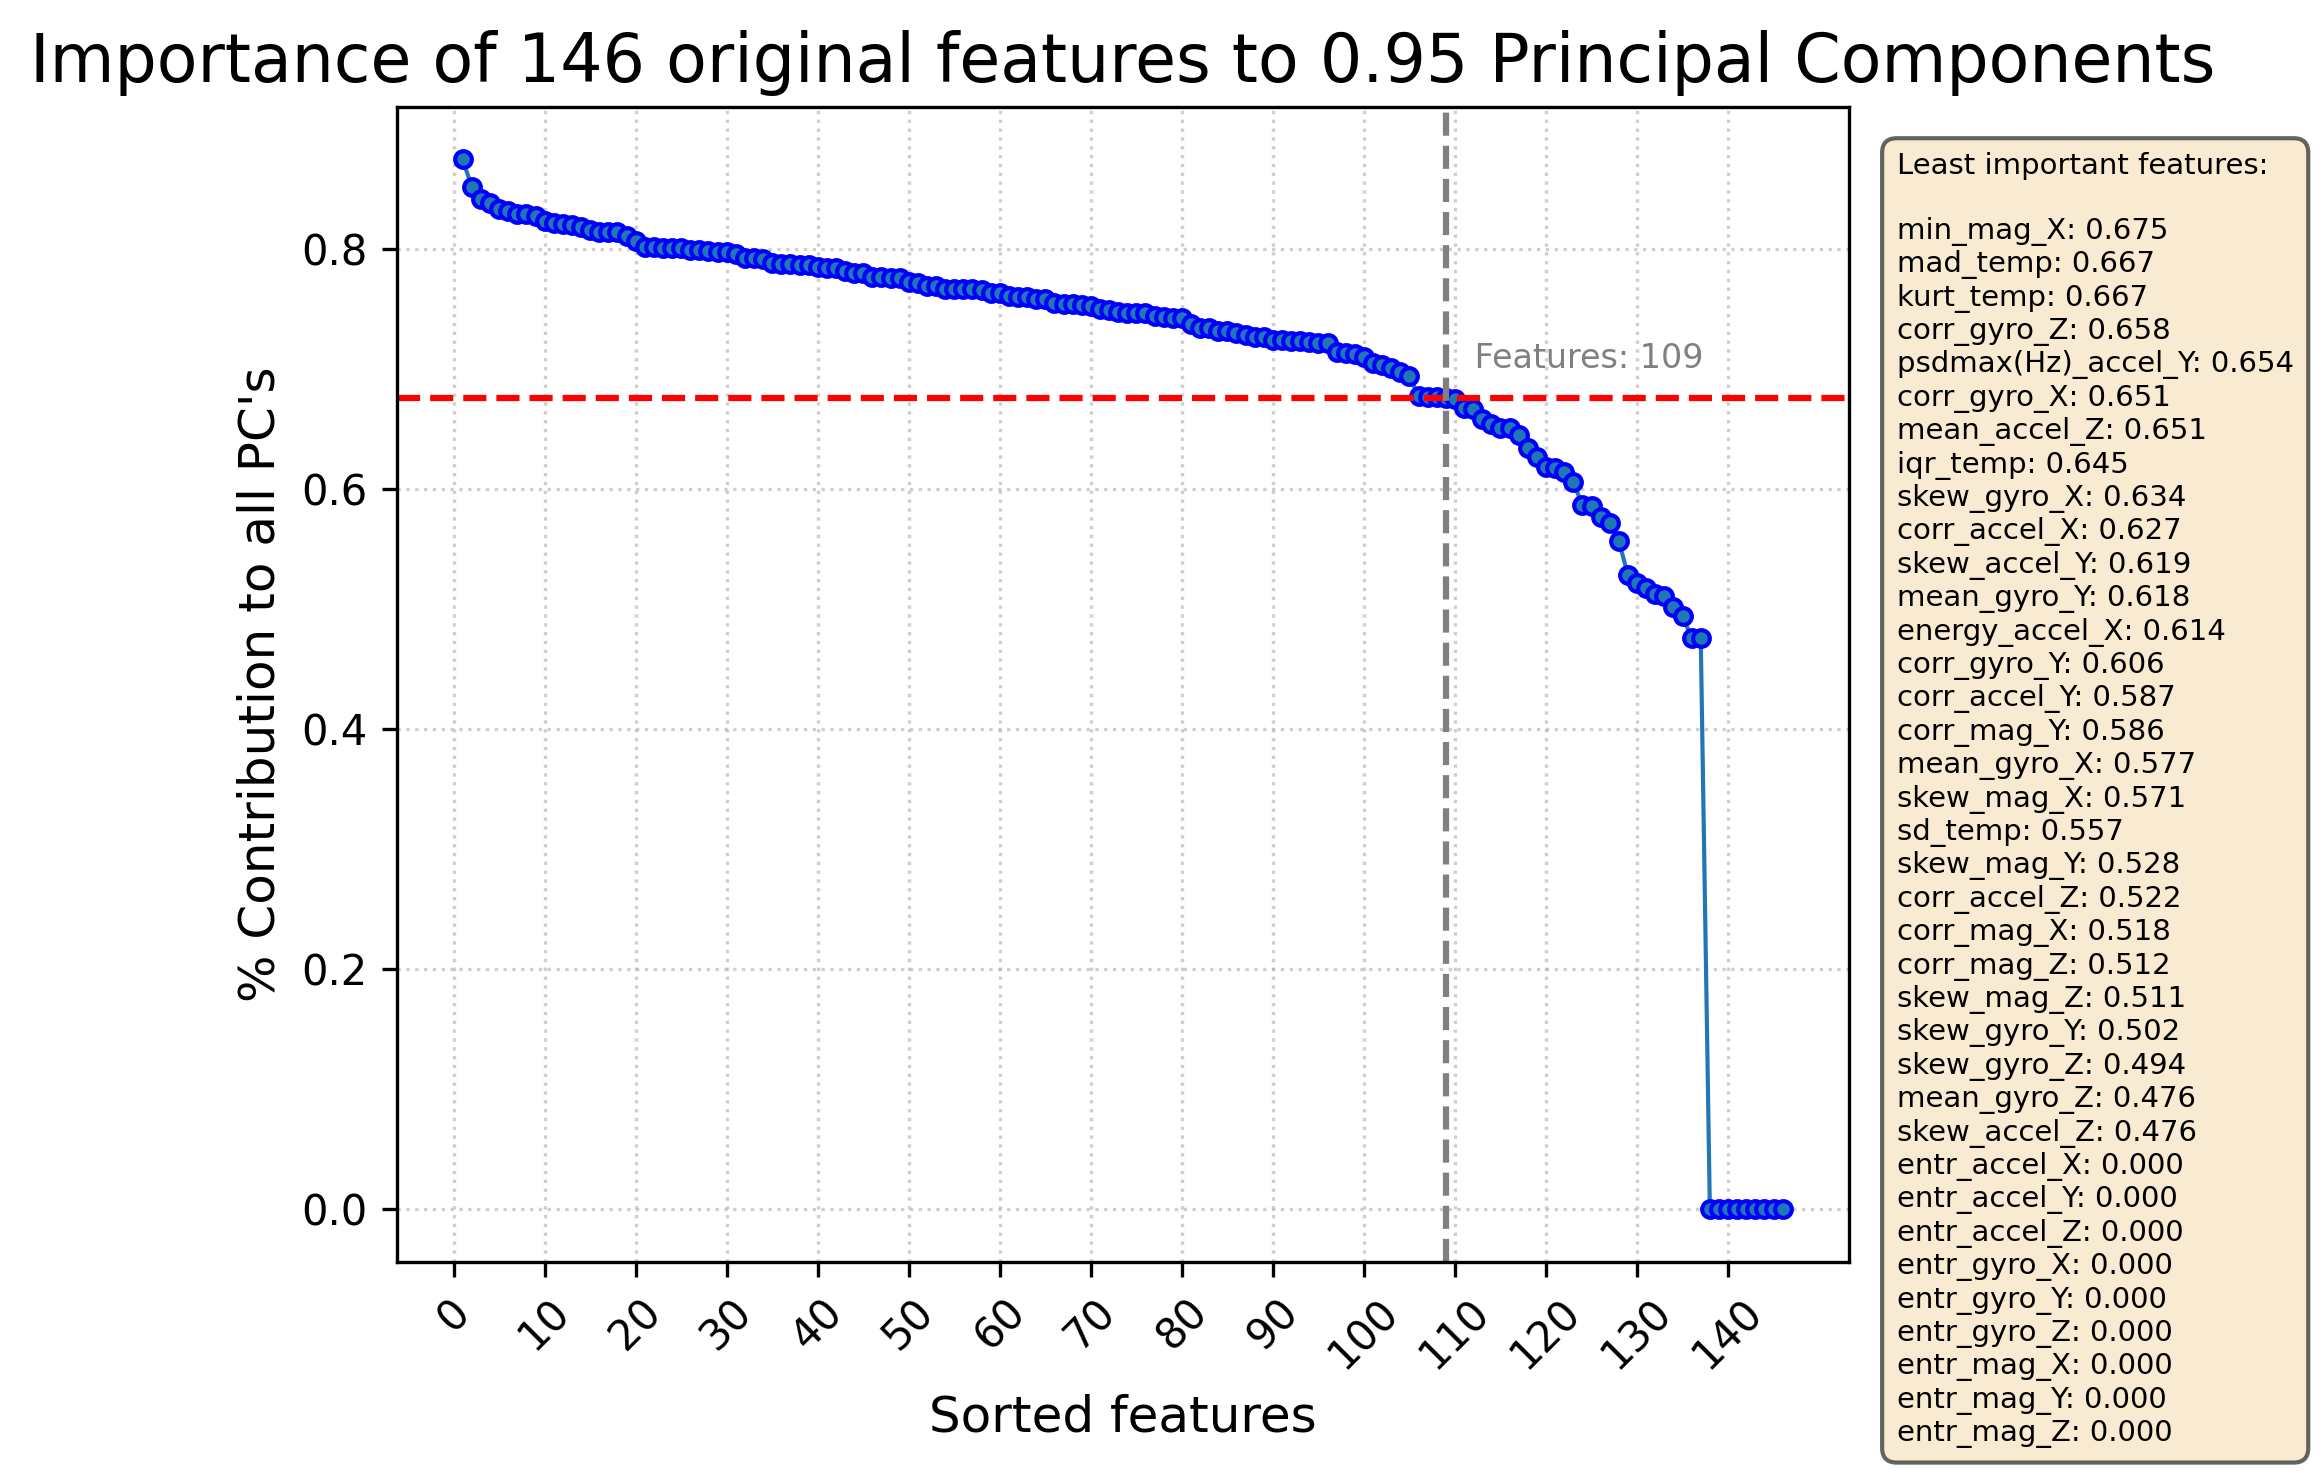 Importance of 146 original features to 0.95 Principal Components
% Contribution to all PC's
0.8
0.6
0.4
0.2
0.0
Features: 109
0
10
20
30
40
50
60
70
80
90
100
110
120
130
140
Sorted features
Least important features:
min_mag_X: 0.675
mad_temp: 0.667
kurt_temp: 0.667
corr_gyro_Z: 0.658
psdmax(Hz)_accel_Y: 0.654
corr_gyro_X: 0.651
mean_accel_Z: 0.651
iqr_temp: 0.645
skew_gyro_X: 0.634
corr_accel_X: 0.627
skew_accel_Y: 0.619
mean_gyro_Y: 0.618
energy_accel_X: 0.614
corr_gyro_Y: 0.606
corr_accel_Y: 0.587
corr_mag_Y: 0.586
mean_gyro_X: 0.577
skew_mag_X: 0.571
sd_temp: 0.557
skew_mag_Y: 0.528
corr_accel_Z: 0.522
corr_mag_X: 0.518
corr_mag_Z: 0.512
skew_mag_Z: 0.511
skew_gyro_Y: 0.502
skew_gyro_Z: 0.494
mean_gyro_Z: 0.476
skew_accel_Z: 0.476
entr_accel_X: 0.000
entr_accel_Y: 0.000
entr_accel_Z: 0.000
entr_gyro_X: 0.000
entr_gyro_Y: 0.000
entr_gyro_Z: 0.000
entr_mag_X: 0.000
entr_mag_Y: 0.000
entr_mag_Z: 0.000